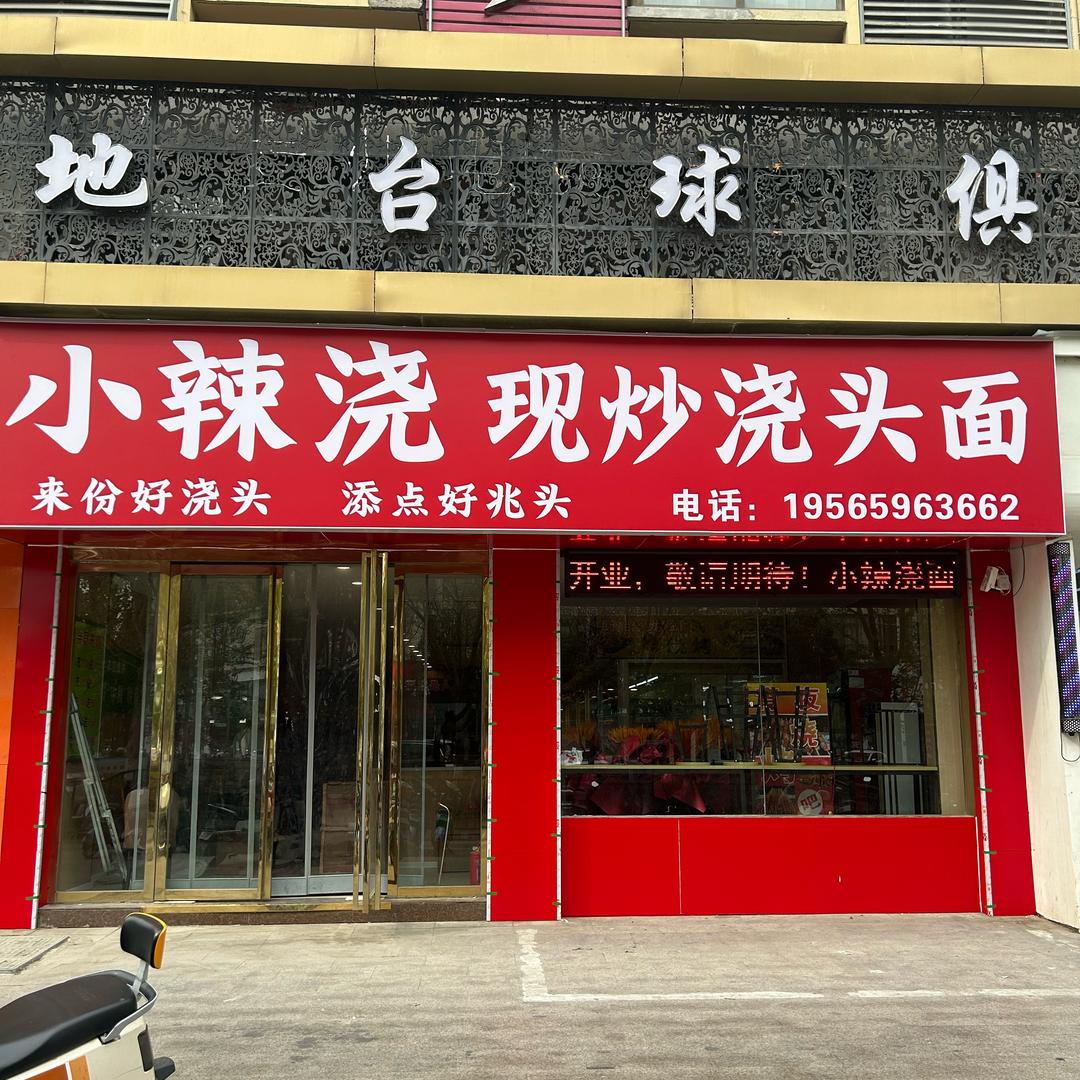 地台球俱
小辣浇 现炒浇头面
来份好浇头 添点好兆头 电话：19565963662
开业，敬请期待！小辣浇面